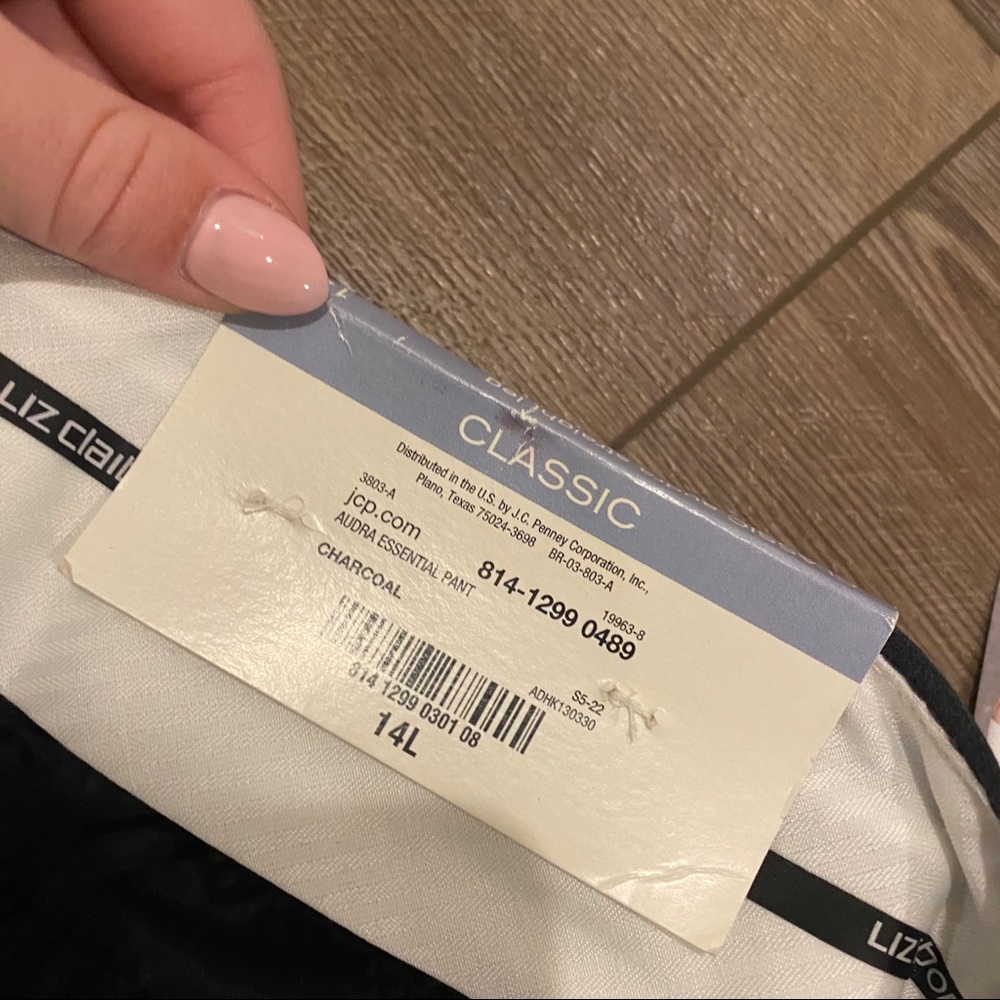 CLASSIC
Distributed in the U.S. by J.C. Penney Corporation, Inc.,
Plano, Texas 75024-3698 BR-03-803-A
3803-A
jcp.com
AUDRA ESSENTIAL PANT
CHARCOAL
19963-8
814-1299 0489
S5-22
ADHK130330
814 1299 0301 08
14L
LIZ clai
LIZ